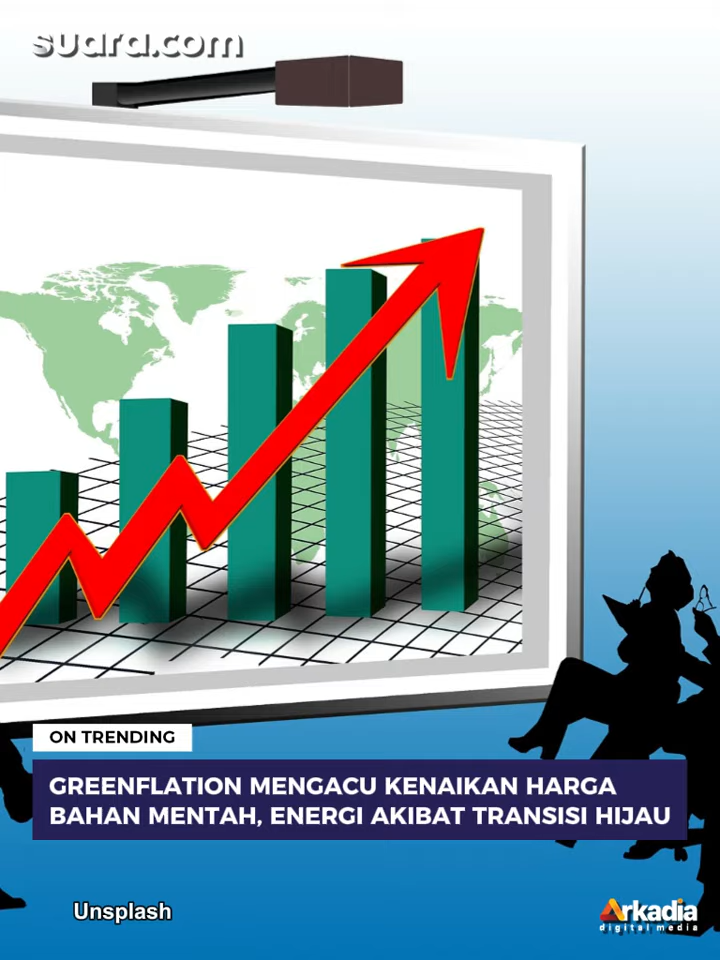 suara.com
ON TRENDING
GREENFLATION MENGACU KENAIKAN HARGA
BAHAN MENTAH, ENERGI AKIBAT TRANSISI HIJAU
Unsplash
Arkadia
digital media